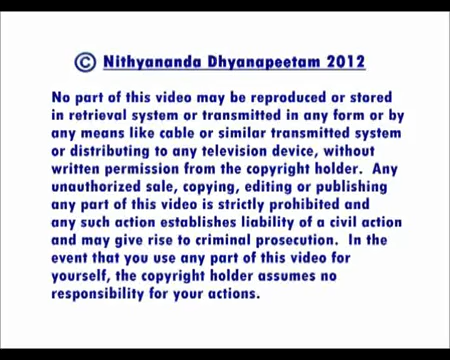 © Nithyananda Dhyanapeetam 2012
No part of this video may be reproduced or stored
in retrieval system or transmitted in any form or by
any means like cable or similar transmitted system
or distributing to any television device, without
written permission from the copyright holder. Any
unauthorized sale, copying, editing or publishing
any part of this video is strictly prohibited and
any such action establishes liability of a civil action
and may give rise to criminal prosecution. In the
event that you use any part of this video for
yourself, the copyright holder assumes no
responsibility for your actions.